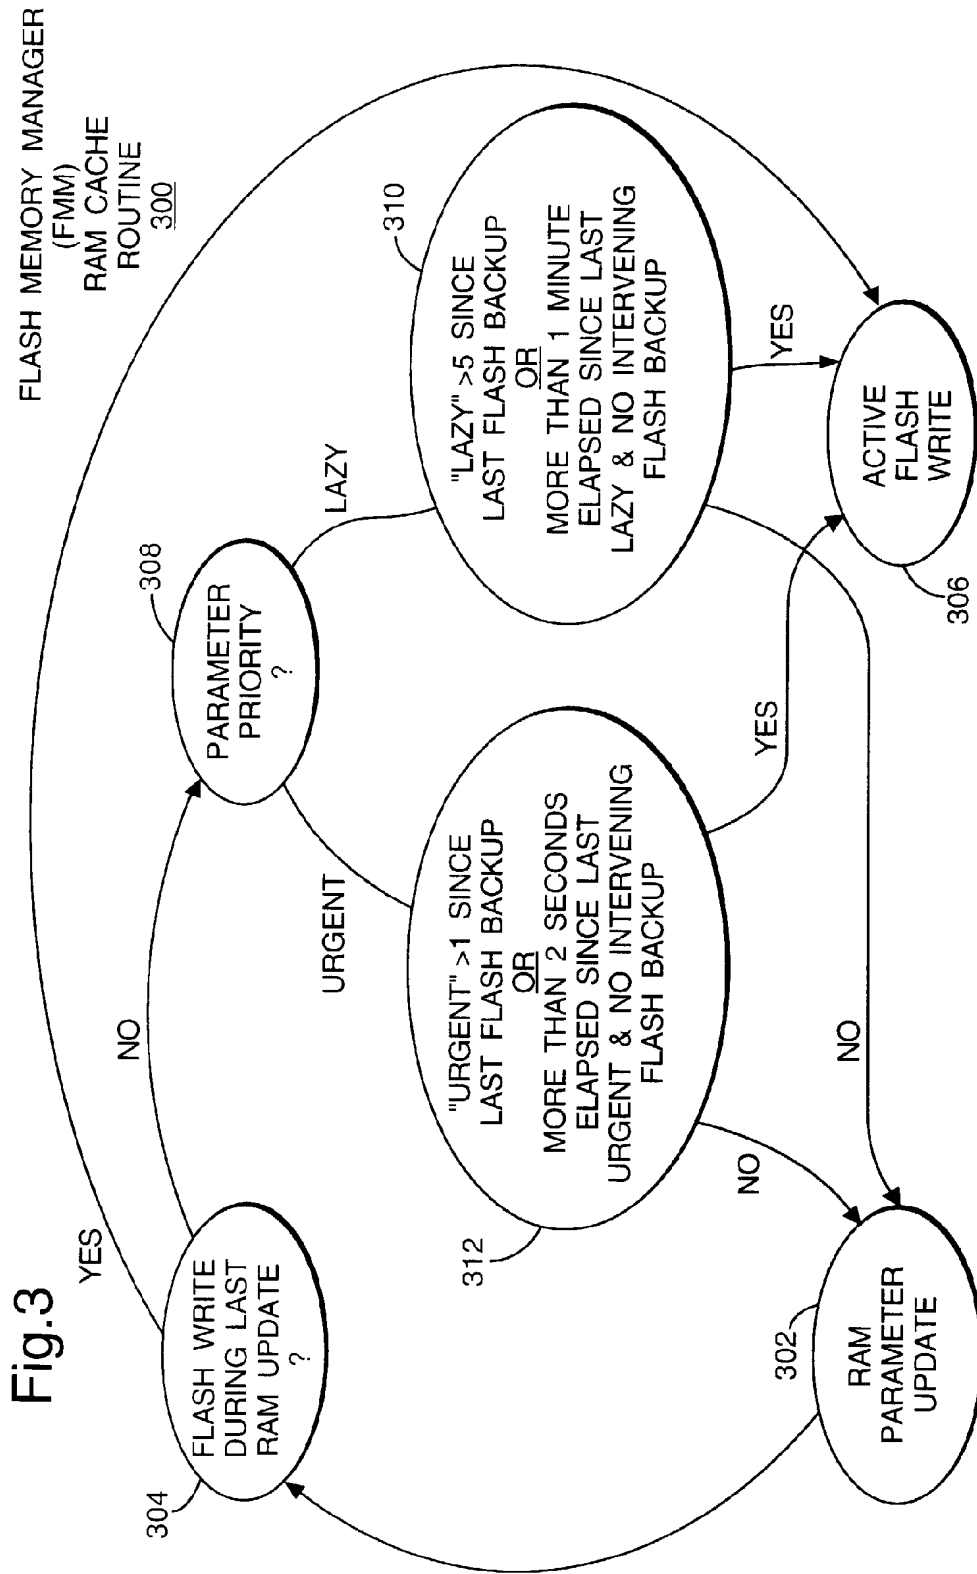 Fig.3
FLASH MEMORY MANAGER
(FMM)
RAM CACHE
ROUTINE
300
YES
304
FLASH WRITE
DURING LAST
RAM UPDATE
?
NO
308
PARAMETER
PRIORITY
?
URGENT
LAZY
312
"URGENT" >1 SINCE
LAST FLASH BACKUP
OR
MORE THAN 2 SECONDS
ELAPSED SINCE LAST
URGENT & NO INTERVENING
FLASH BACKUP
310
"LAZY" >5 SINCE
LAST FLASH BACKUP
OR
MORE THAN 1 MINUTE
ELAPSED SINCE LAST
LAZY & NO INTERVENING
FLASH BACKUP
NO
YES
YES
NO
302
RAM
PARAMETER
UPDATE
306
ACTIVE
FLASH
WRITE